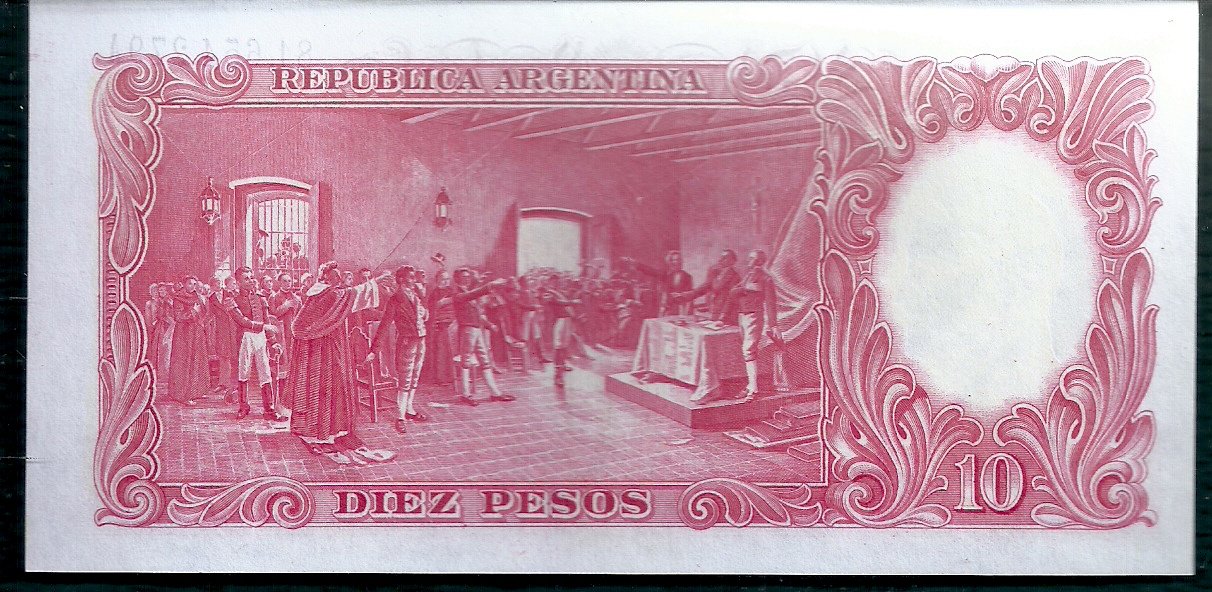 REPUBLICA ARGENTINA
DIEZ PESOS
10